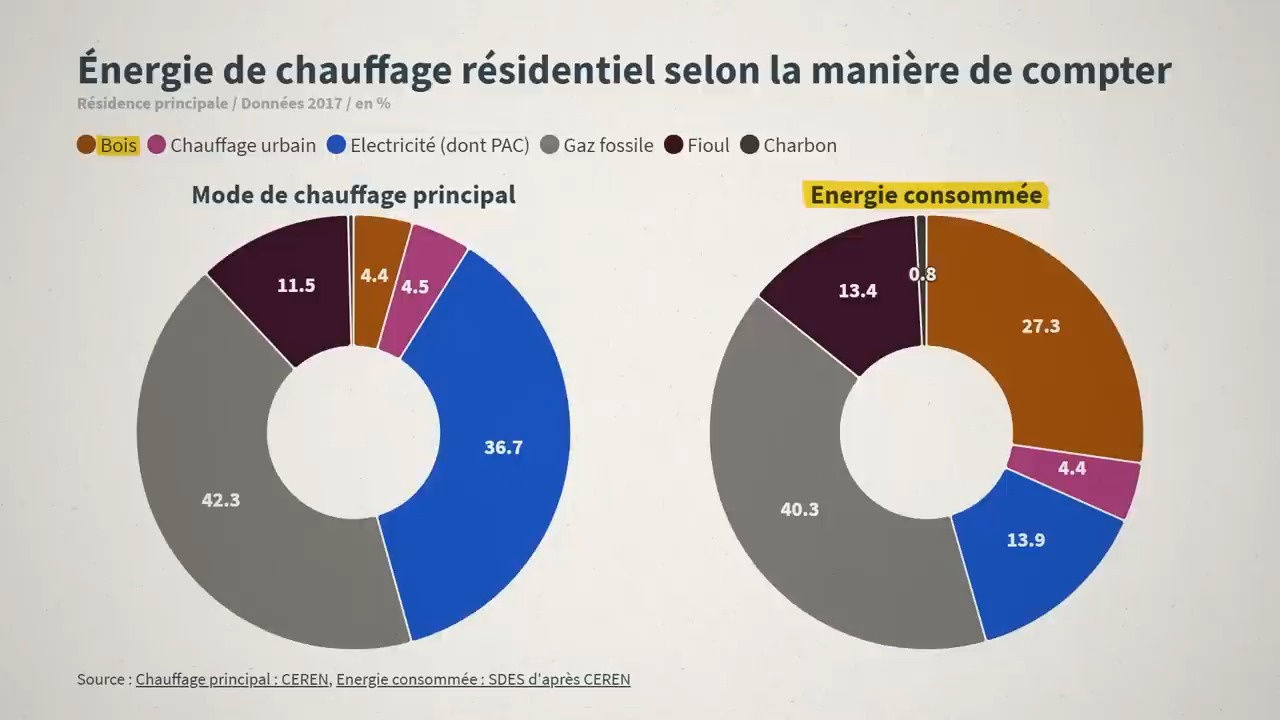 Énergie de chauffage résidentiel selon la manière de compter
Résidence principale / Données 2017 / en %
Bois Chauffage urbain Electricité (dont PAC) Gaz fossile Fioul Charbon
Mode de chauffage principal
4.4
4.5
36.7
42.3
11.5
Energie consommée
27.3
4.4
13.9
40.3
13.4
0.8
Source : Chauffage principal : CEREN, Energie consommée : SDES d'après CEREN